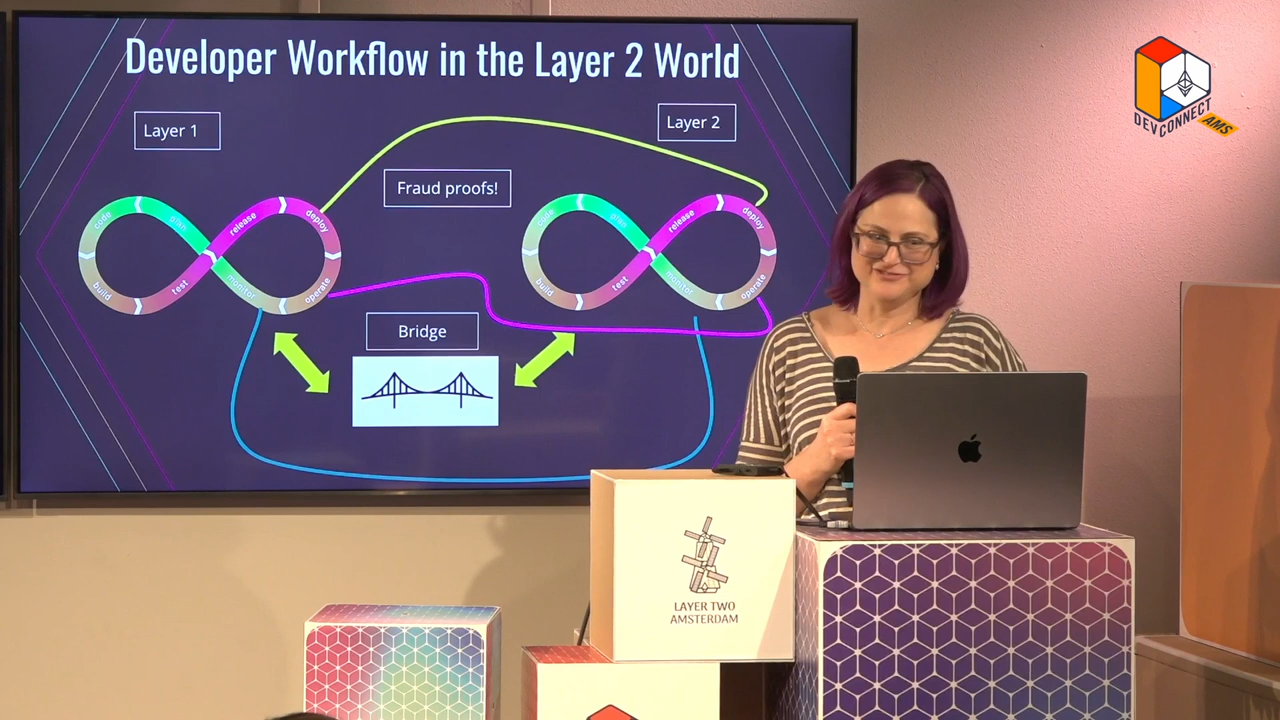 Developer Workflow in the Layer 2 World
Layer 1
Layer 2
Fraud proofs!
code
plan
release
deploy
build
test
monitor
operate
code
plan
release
deploy
build
test
monitor
operate
Bridge
DEVCONNECT
AMS
LAYER TWO
AMSTERDAM